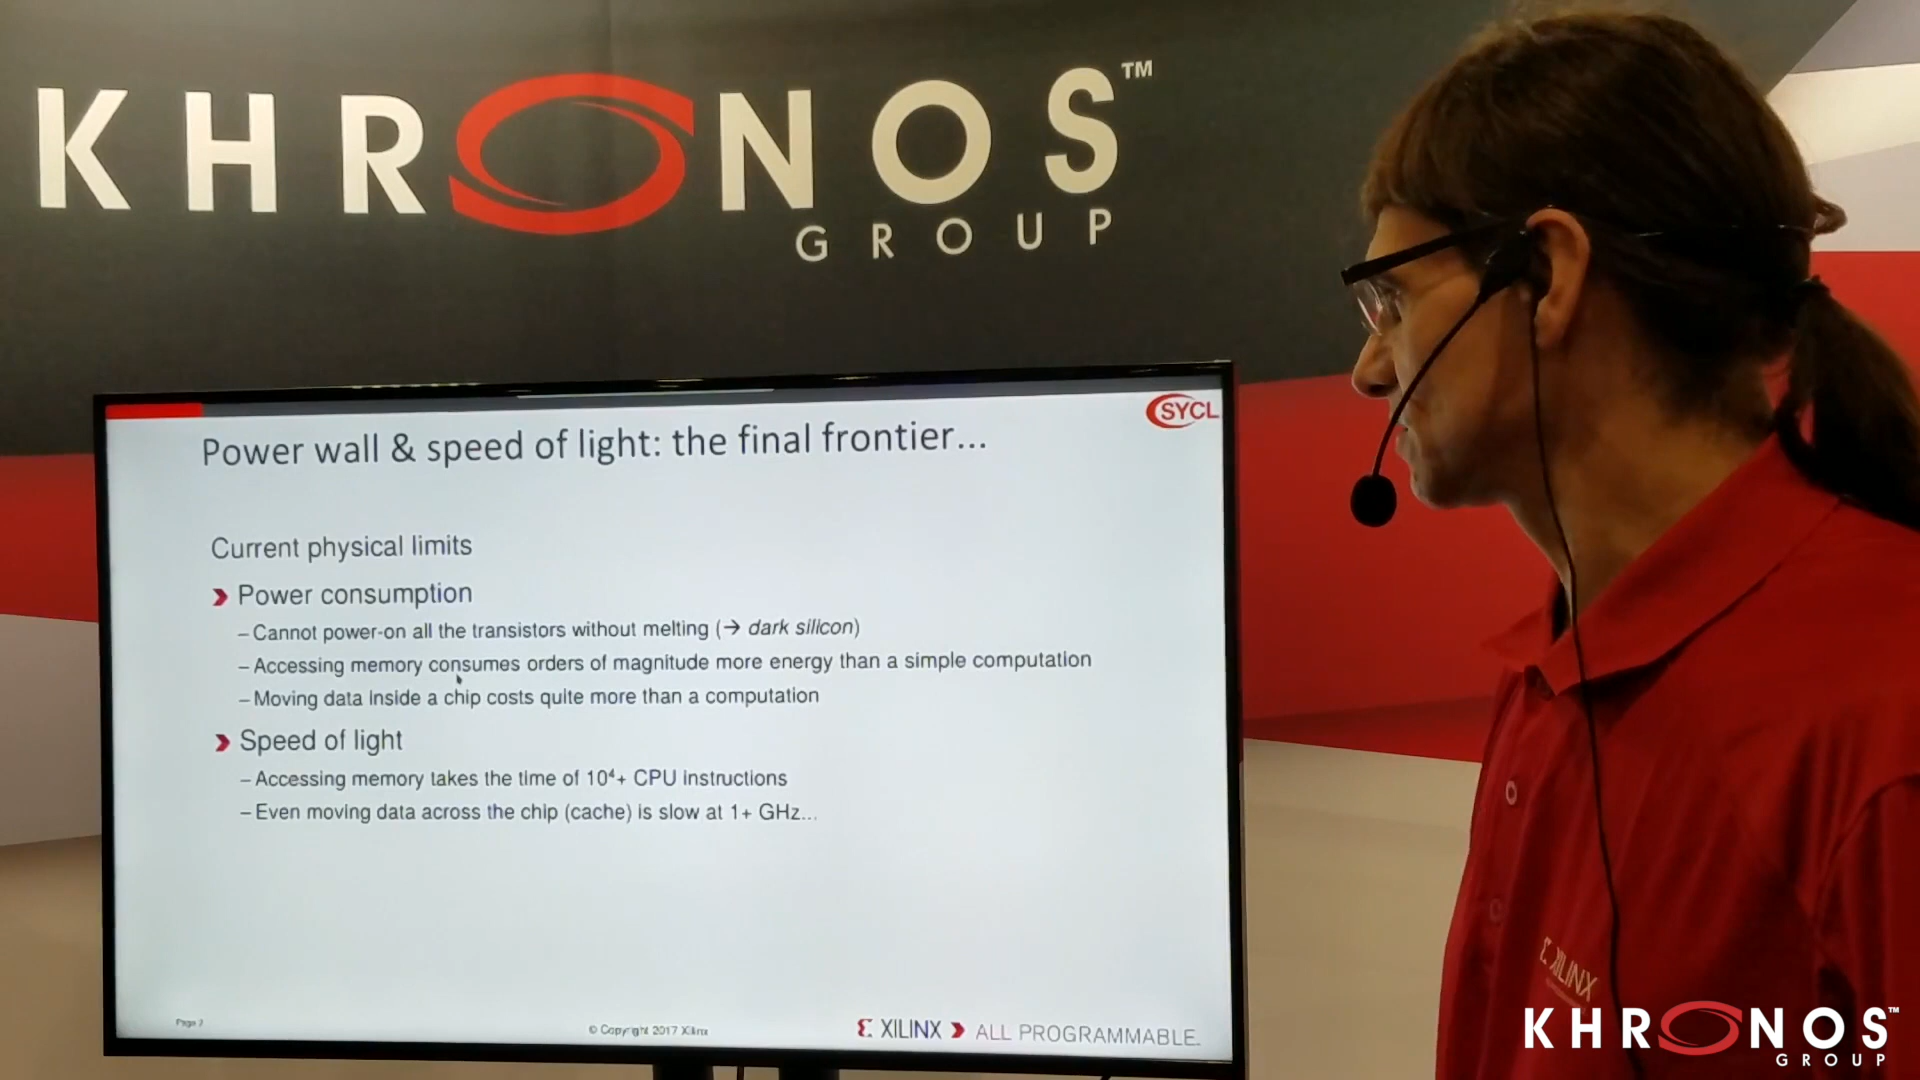 KHRONOS™
GROUP
SYCL
Power wall & speed of light: the final frontier...
Current physical limits
Power consumption
– Cannot power-on all the transistors without melting (→ dark silicon)
– Accessing memory consumes orders of magnitude more energy than a simple computation
– Moving data inside a chip costs quite more than a computation
Speed of light
– Accessing memory takes the time of 10⁴+ CPU instructions
– Even moving data across the chip (cache) is slow at 1+ GHz...
Page 7
© Copyright 2017 Xilinx
XILINX ALL PROGRAMMABLE.
XILINX
KHRONOS™
GROUP